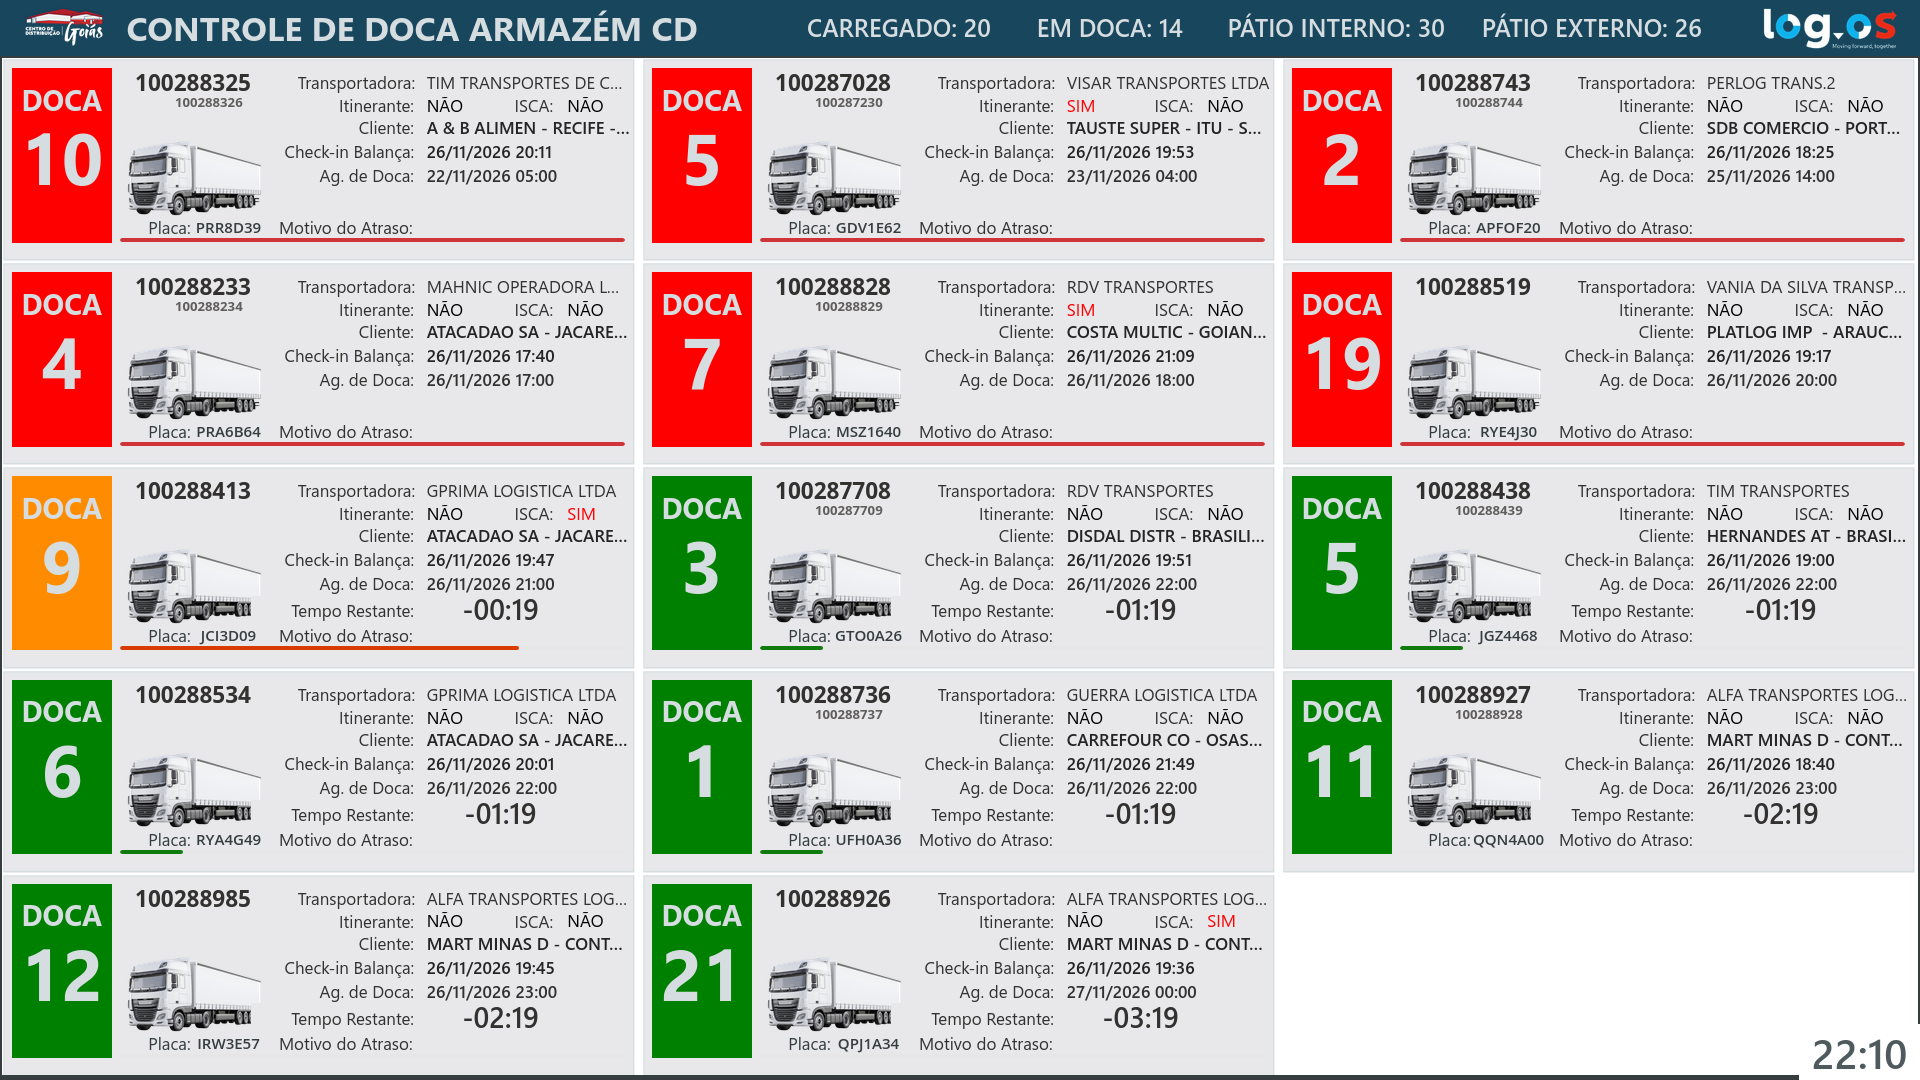 CENTRO DE DISTRIBUIÇÃO Goiás
CONTROLE DE DOCA ARMAZÉM CD
CARREGADO: 20
EM DOCA: 14
PÁTIO INTERNO: 30
PÁTIO EXTERNO: 26
log.os
Moving forward, together
DOCA
10
100288325
100288326
Transportadora: TIM TRANSPORTES DE C...
Itinerante: NÃO ISCA: NÃO
Cliente: A & B ALIMEN - RECIFE -...
Check-in Balança: 26/11/2026 20:11
Ag. de Doca: 22/11/2026 05:00
Placa: PRR8D39 Motivo do Atraso:
DOCA
5
100287028
100287230
Transportadora: VISAR TRANSPORTES LTDA
Itinerante: SIM ISCA: NÃO
Cliente: TAUSTE SUPER - ITU - S...
Check-in Balança: 26/11/2026 19:53
Ag. de Doca: 23/11/2026 04:00
Placa: GDV1E62 Motivo do Atraso:
DOCA
2
100288743
100288744
Transportadora: PERLOG TRANS.2
Itinerante: NÃO ISCA: NÃO
Cliente: SDB COMERCIO - PORT...
Check-in Balança: 26/11/2026 18:25
Ag. de Doca: 25/11/2026 14:00
Placa: APFOF20 Motivo do Atraso:
DOCA
4
100288233
100288234
Transportadora: MAHNIC OPERADORA L...
Itinerante: NÃO ISCA: NÃO
Cliente: ATACADAO SA - JACARE...
Check-in Balança: 26/11/2026 17:40
Ag. de Doca: 26/11/2026 17:00
Placa: PRA6B64 Motivo do Atraso:
DOCA
7
100288828
100288829
Transportadora: RDV TRANSPORTES
Itinerante: SIM ISCA: NÃO
Cliente: COSTA MULTIC - GOIAN...
Check-in Balança: 26/11/2026 21:09
Ag. de Doca: 26/11/2026 18:00
Placa: MSZ1640 Motivo do Atraso:
DOCA
19
100288519
Transportadora: VANIA DA SILVA TRANSP...
Itinerante: NÃO ISCA: NÃO
Cliente: PLATLOG IMP - ARAUC...
Check-in Balança: 26/11/2026 19:17
Ag. de Doca: 26/11/2026 20:00
Placa: RYE4J30 Motivo do Atraso:
DOCA
9
100288413
Transportadora: GPRIMA LOGISTICA LTDA
Itinerante: NÃO ISCA: SIM
Cliente: ATACADAO SA - JACARE...
Check-in Balança: 26/11/2026 19:47
Ag. de Doca: 26/11/2026 21:00
Tempo Restante: -00:19
Placa: JCI3D09 Motivo do Atraso:
DOCA
3
100287708
100287709
Transportadora: RDV TRANSPORTES
Itinerante: NÃO ISCA: NÃO
Cliente: DISDAL DISTR - BRASILI...
Check-in Balança: 26/11/2026 19:51
Ag. de Doca: 26/11/2026 22:00
Tempo Restante: -01:19
Placa: GTO0A26 Motivo do Atraso:
DOCA
5
100288438
100288439
Transportadora: TIM TRANSPORTES
Itinerante: NÃO ISCA: NÃO
Cliente: HERNANDES AT - BRASI...
Check-in Balança: 26/11/2026 19:00
Ag. de Doca: 26/11/2026 22:00
Tempo Restante: -01:19
Placa: JGZ4468 Motivo do Atraso:
DOCA
6
100288534
Transportadora: GPRIMA LOGISTICA LTDA
Itinerante: NÃO ISCA: NÃO
Cliente: ATACADAO SA - JACARE...
Check-in Balança: 26/11/2026 20:01
Ag. de Doca: 26/11/2026 22:00
Tempo Restante: -01:19
Placa: RYA4G49 Motivo do Atraso:
DOCA
1
100288736
100288737
Transportadora: GUERRA LOGISTICA LTDA
Itinerante: NÃO ISCA: NÃO
Cliente: CARREFOUR CO - OSAS...
Check-in Balança: 26/11/2026 21:49
Ag. de Doca: 26/11/2026 22:00
Tempo Restante: -01:19
Placa: UFH0A36 Motivo do Atraso:
DOCA
11
100288927
100288928
Transportadora: ALFA TRANSPORTES LOG...
Itinerante: NÃO ISCA: NÃO
Cliente: MART MINAS D - CONT...
Check-in Balança: 26/11/2026 18:40
Ag. de Doca: 26/11/2026 23:00
Tempo Restante: -02:19
Placa: QQN4A00 Motivo do Atraso:
DOCA
12
100288985
Transportadora: ALFA TRANSPORTES LOG...
Itinerante: NÃO ISCA: NÃO
Cliente: MART MINAS D - CONT...
Check-in Balança: 26/11/2026 19:45
Ag. de Doca: 26/11/2026 23:00
Tempo Restante: -02:19
Placa: IRW3E57 Motivo do Atraso:
DOCA
21
100288926
Transportadora: ALFA TRANSPORTES LOG...
Itinerante: NÃO ISCA: SIM
Cliente: MART MINAS D - CONT...
Check-in Balança: 26/11/2026 19:36
Ag. de Doca: 27/11/2026 00:00
Tempo Restante: -03:19
Placa: QPJ1A34 Motivo do Atraso:
22:10